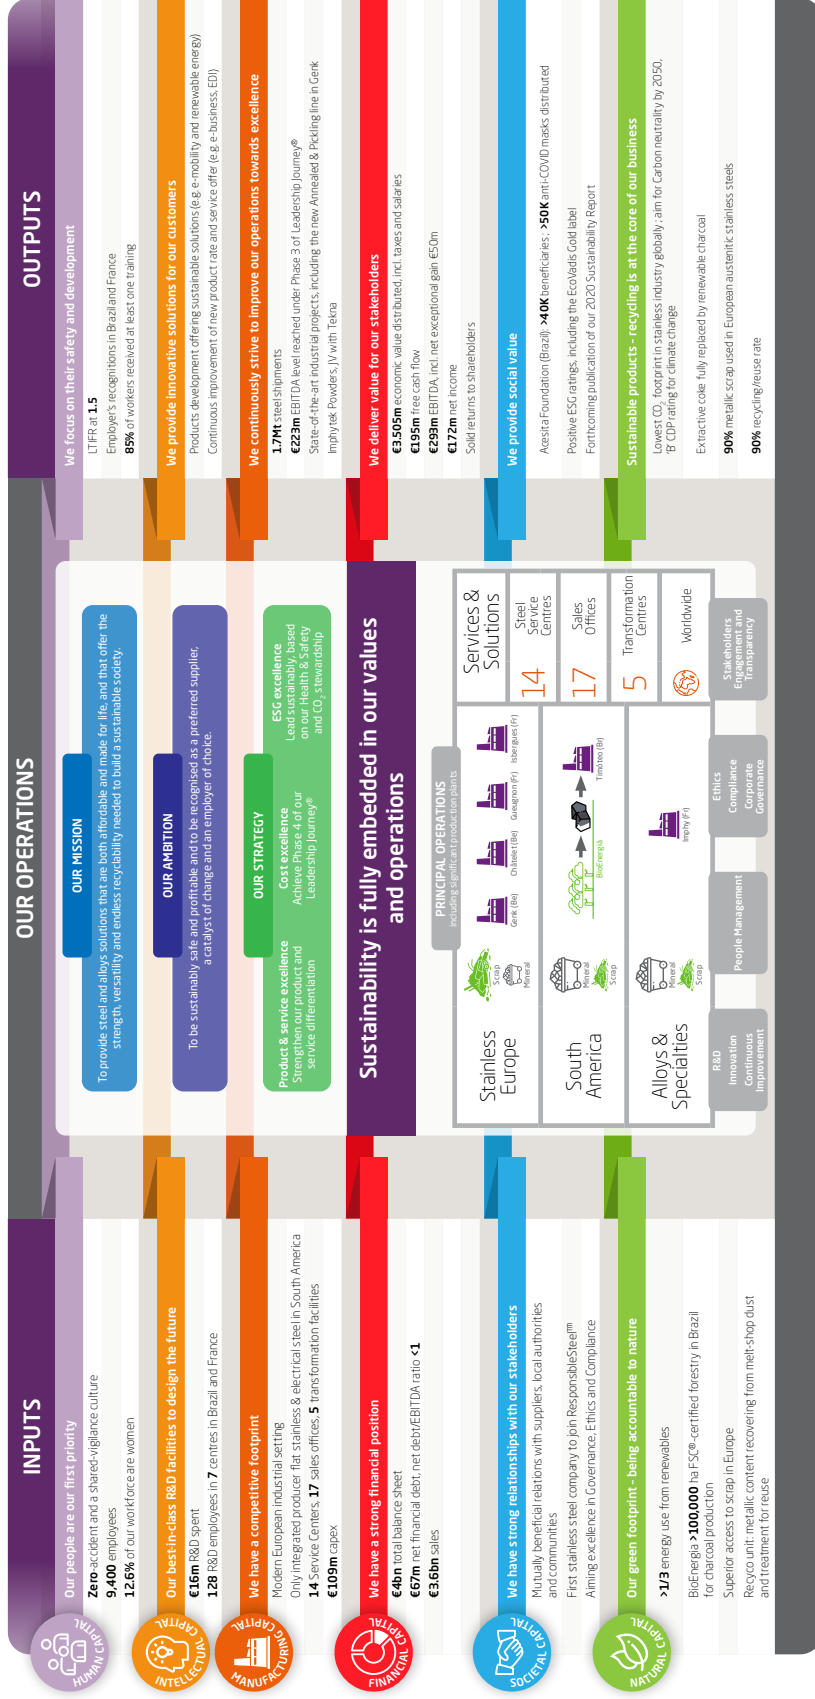 INPUTS
HUMAN CAPITAL
Our people are our first priority
Zero-accident and a shared-vigilance culture
9,400 employees
12.6% of our workforce are women
INTELLECTUAL CAPITAL
Our best-in-class R&D facilities to design the future
€16m R&D spent
128 R&D employees in 7 centres in Brazil and France
MANUFACTURING CAPITAL
We have a competitive footprint
Modern European industrial setting
Only integrated producer flat stainless & electrical steel in South America
14 Service Centers, 17 sales offices, 5 transformation facilities
€109m capex
FINANCIAL CAPITAL
We have a strong financial position
€4bn total balance sheet
€67m net financial debt, net debt/EBITDA ratio <1
€3.6bn sales
SOCIETAL CAPITAL
We have strong relationships with our stakeholders
Mutually beneficial relations with suppliers, local authorities
and communities
First stainless steel company to join ResponsibleSteel™
Aiming excellence in Governance, Ethics and Compliance
NATURAL CAPITAL
Our green footprint - being accountable to nature
>1/3 energy use from renewables
BioEnergia >100,000 ha FSC®-certified forestry in Brazil
for charcoal production
Superior access to scrap in Europe
Recyco unit: metallic content recovering from melt-shop dust
and treatment for reuse
OUR OPERATIONS
OUR MISSION
To provide steel and alloys solutions that are both affordable and made for life, and that offer the
strength, versatility and endless recyclability needed to build a sustainable society.
OUR AMBITION
To be sustainably safe and profitable and to be recognised as a preferred supplier,
a catalyst of change and an employer of choice.
OUR STRATEGY
Product & service excellence
Strengthen our product and
service differentiation
Cost excellence
Achieve Phase 4 of our
Leadership Journey®
ESG excellence
Lead sustainably, based
on our Health & Safety
and CO₂ stewardship
Sustainability is fully embedded in our values
and operations
PRINCIPAL OPERATIONS
including significant production plants
Stainless
Europe
Scrap
Mineral
Genk (Be)
Châtelet (Be)
Gueugnon (Fr)
Isbergues (Fr)
South
America
Mineral
Scrap
BioEnergià
Timóteo (Br)
Alloys &
Specialties
Mineral
Scrap
Imphy (Fr)
Services &
Solutions
14 Steel
Service
Centres
17 Sales
Offices
5 Transformation
Centres
Worldwide
R&D
Innovation
Continuous
Improvement
People Management
Ethics
Compliance
Corporate
Governance
Stakeholders
Engagement and
Transparency
OUTPUTS
We focus on their safety and development
LTIFR at 1.5
Employer's recognitions in Brazil and France
85% of workers received at least one training
We provide innovative solutions for our customers
Products development offering sustainable solutions (e.g. e-mobility and renewable energy)
Continuous improvement of new product rate and service offer (e.g. e-business, EDI)
We continuously strive to improve our operations towards excellence
1.7Mt steel shipments
€223m EBITDA level reached under Phase 3 of Leadership Journey®
State-of-the-art industrial projects, including the new Annealed & Pickling line in Genk
Imphytek Powders, JV with Tekna
We deliver value for our stakeholders
€3.505m economic value distributed, incl. taxes and salaries
€195m free cash flow
€293m EBITDA, incl. net exceptional gain €50m
€172m net income
Solid returns to shareholders
We provide social value
Acesita Foundation (Brazil): >40K beneficiaries; >50K anti-COVID masks distributed
Positive ESG ratings, including the EcoVadis Gold label
Forthcoming publication of our 2020 Sustainability Report
Sustainable products - recycling is at the core of our business
Lowest CO₂ footprint in stainless industry globally ; aim for Carbon neutrality by 2050,
'B' CDP rating for climate change
Extractive coke fully replaced by renewable charcoal
90% metallic scrap used in European austenitic stainless steels
90% recycling/reuse rate